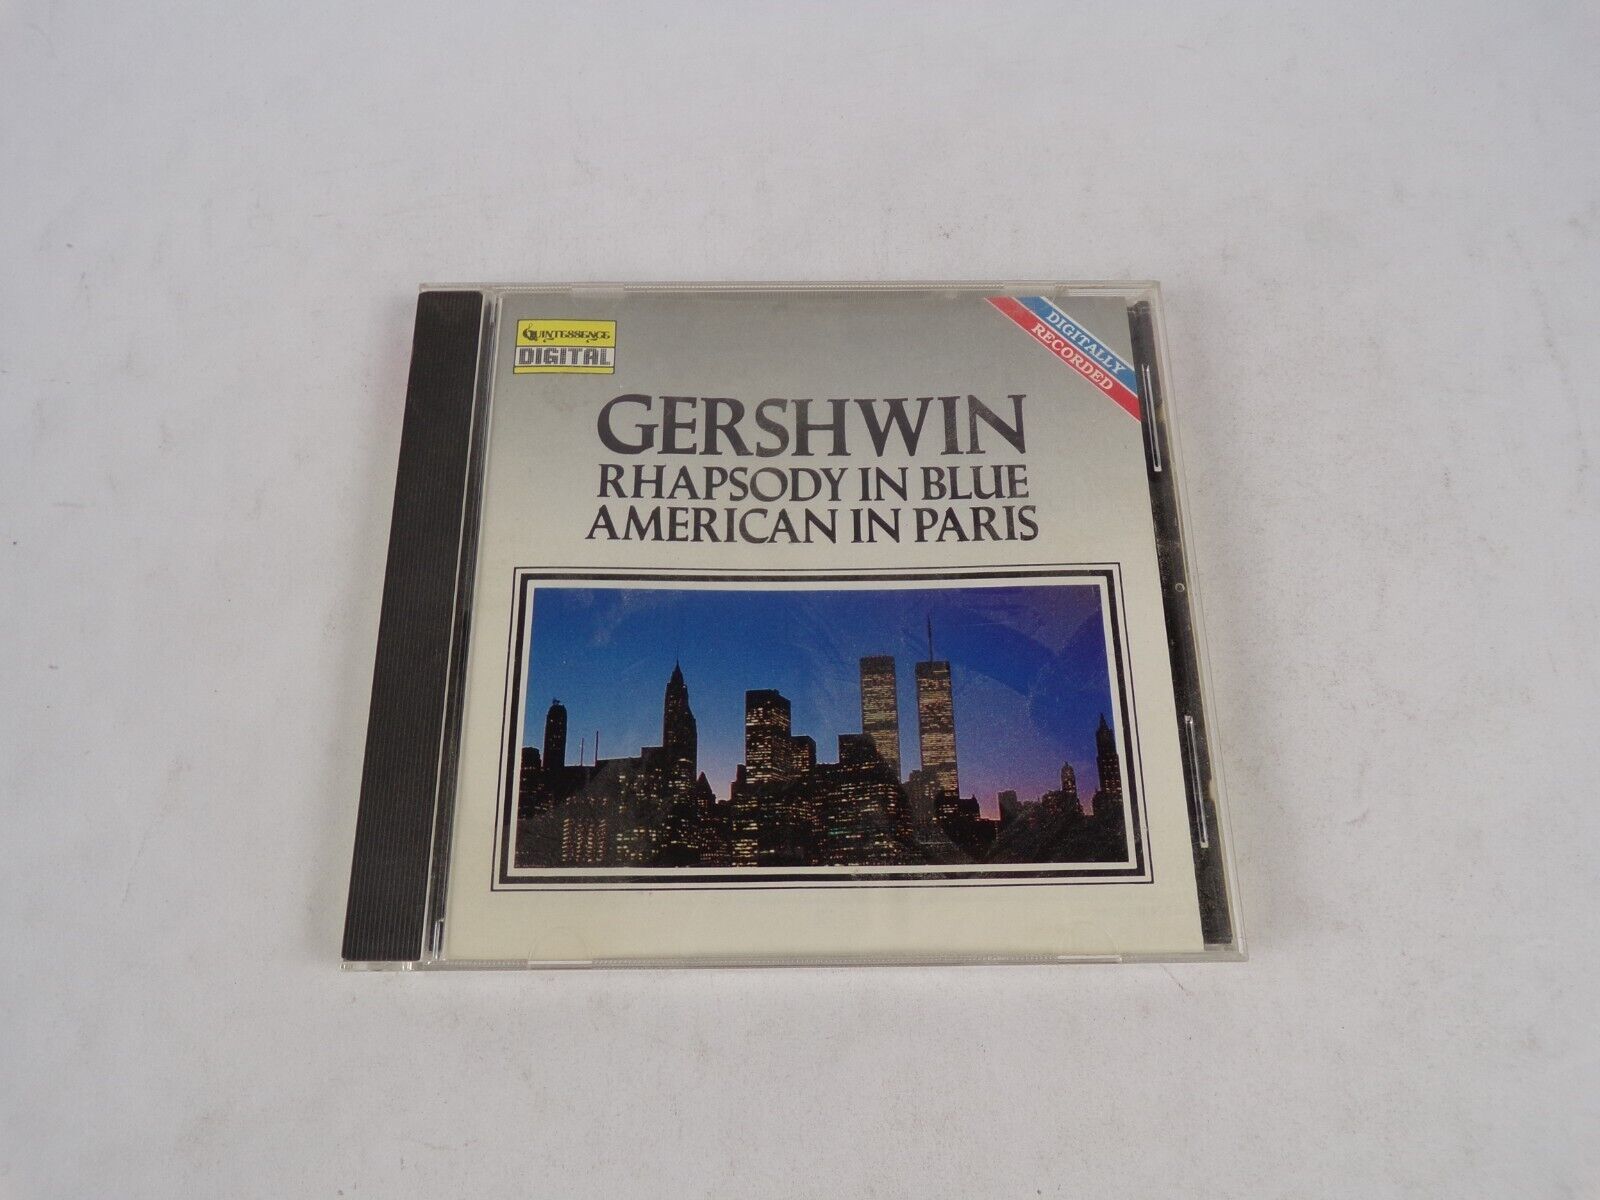 QUINTESSENCE
DIGITAL
DIGITALLY
RECORDED
GERSHWIN
RHAPSODY IN BLUE
AMERICAN IN PARIS